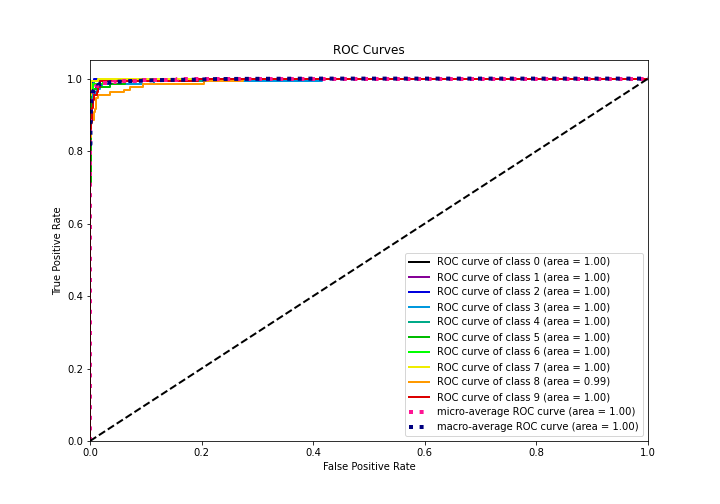 ROC Curves
True Positive Rate
1.0
0.8
0.6
0.4
0.2
0.0
0.0 0.2 0.4 0.6 0.8 1.0
False Positive Rate
ROC curve of class 0 (area = 1.00)
ROC curve of class 1 (area = 1.00)
ROC curve of class 2 (area = 1.00)
ROC curve of class 3 (area = 1.00)
ROC curve of class 4 (area = 1.00)
ROC curve of class 5 (area = 1.00)
ROC curve of class 6 (area = 1.00)
ROC curve of class 7 (area = 1.00)
ROC curve of class 8 (area = 0.99)
ROC curve of class 9 (area = 1.00)
micro-average ROC curve (area = 1.00)
macro-average ROC curve (area = 1.00)